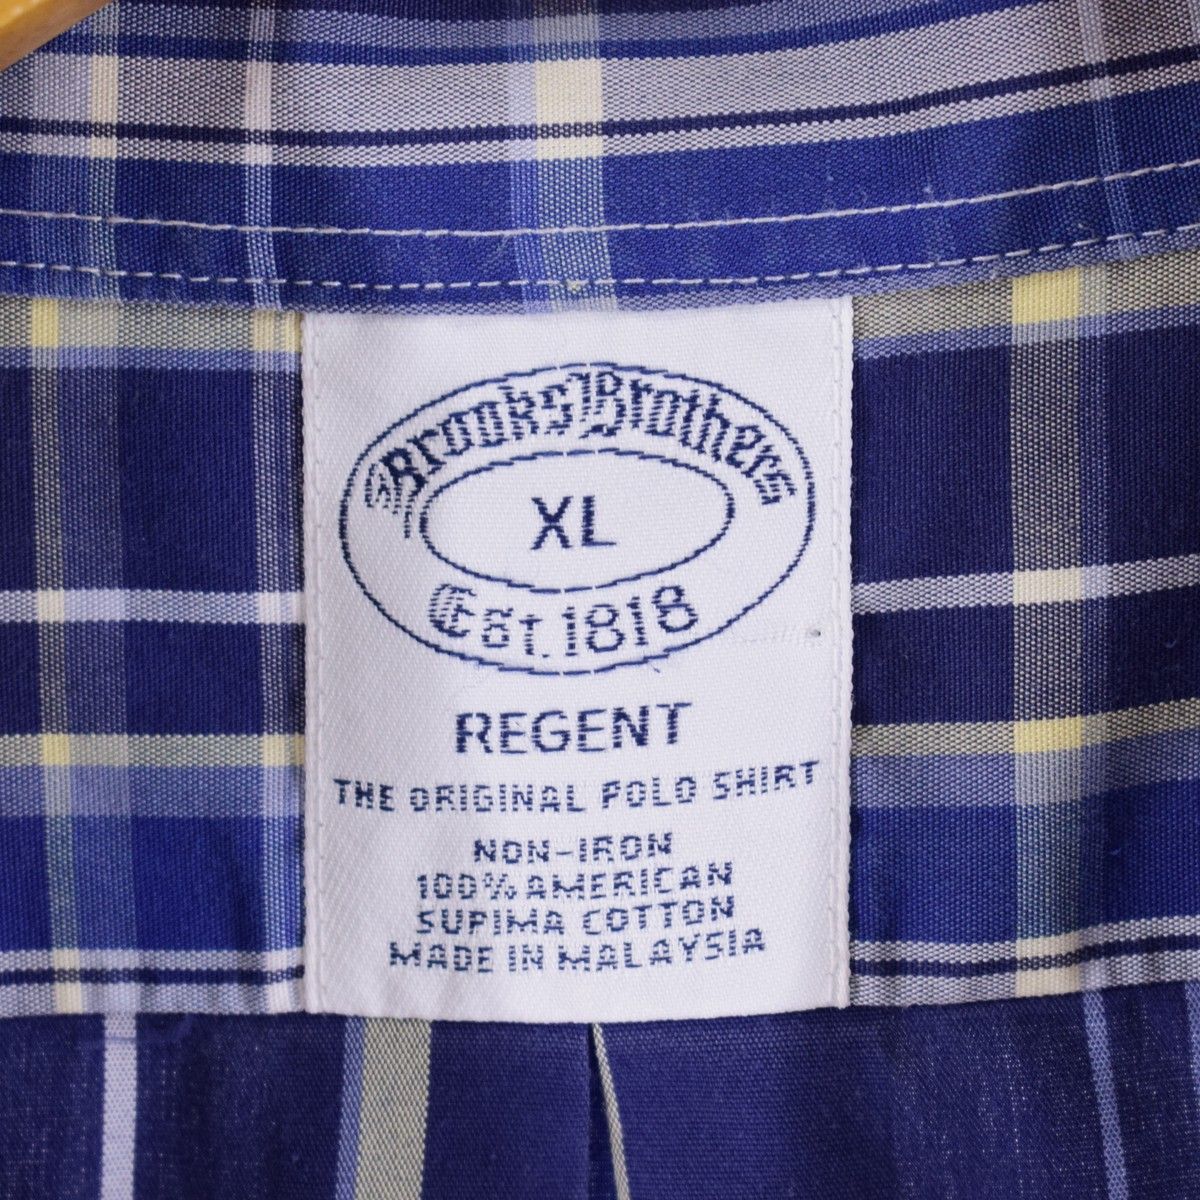 Brooks Brothers
XL
Est. 1818
REGENT
THE ORIGINAL POLO SHIRT
NON-IRON
100% AMERICAN
SUPIMA COTTON
MADE IN MALAYSIA